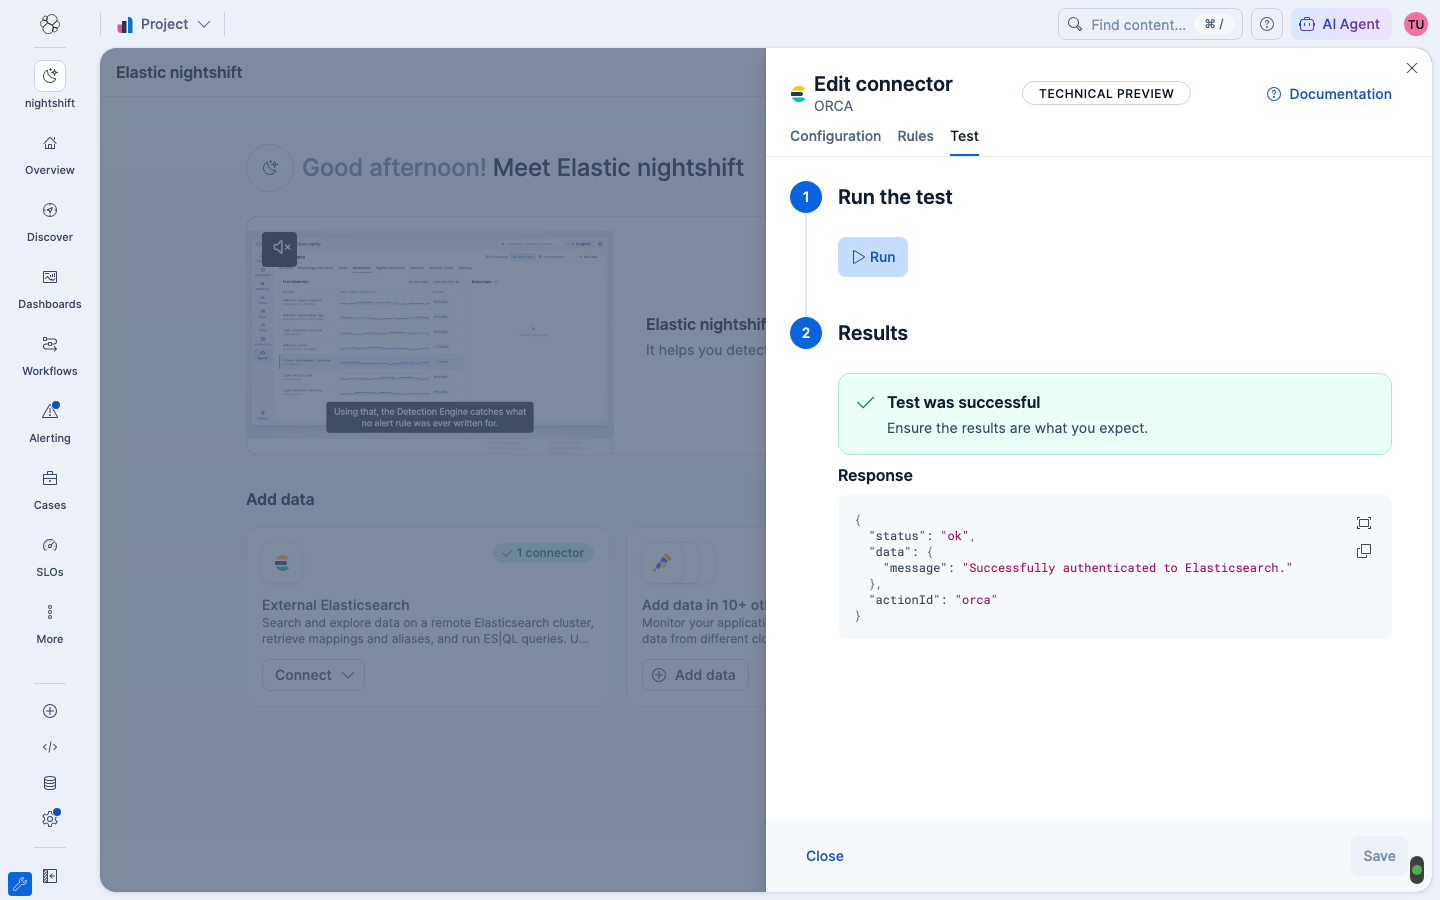 Project
Find content...
⌘ /
AI Agent
TU
nightshift
Overview
Discover
Dashboards
Workflows
Alerting
Cases
SLOs
More
Elastic nightshift
Good afternoon! Meet Elastic nightshift
Using that, the Detection Engine catches what
no alert rule was ever written for.
Elastic nightshif
It helps you detec
Add data
1 connector
External Elasticsearch
Search and explore data on a remote Elasticsearch cluster,
retrieve mappings and aliases, and run ES|QL queries. U...
Connect
Add data in 10+ ot
Monitor your applicati
data from different clo
Add data
Edit connector
ORCA
TECHNICAL PREVIEW
Documentation
Configuration
Rules
Test
1
Run the test
Run
2
Results
Test was successful
Ensure the results are what you expect.
Response
{
"status": "ok",
"data": {
"message": "Successfully authenticated to Elasticsearch."
},
"actionId": "orca"
}
Close
Save